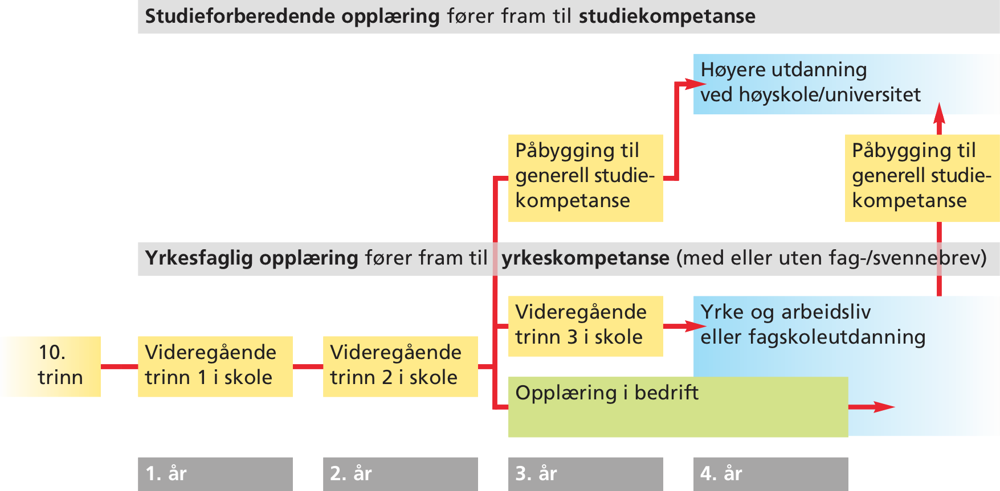 Studieforberedende opplæring fører fram til studiekompetanse
Høyere utdanning
ved høyskole/universitet
Påbygging til
generell studie-
kompetanse
Påbygging til
generell studie-
kompetanse
Yrkesfaglig opplæring fører fram til yrkeskompetanse (med eller uten fag-/svennebrev)
10.
trinn
Videregående
trinn 1 i skole
Videregående
trinn 2 i skole
Videregående
trinn 3 i skole
Yrke og arbeidsliv
eller fagskoleutdanning
Opplæring i bedrift
1. år
2. år
3. år
4. år